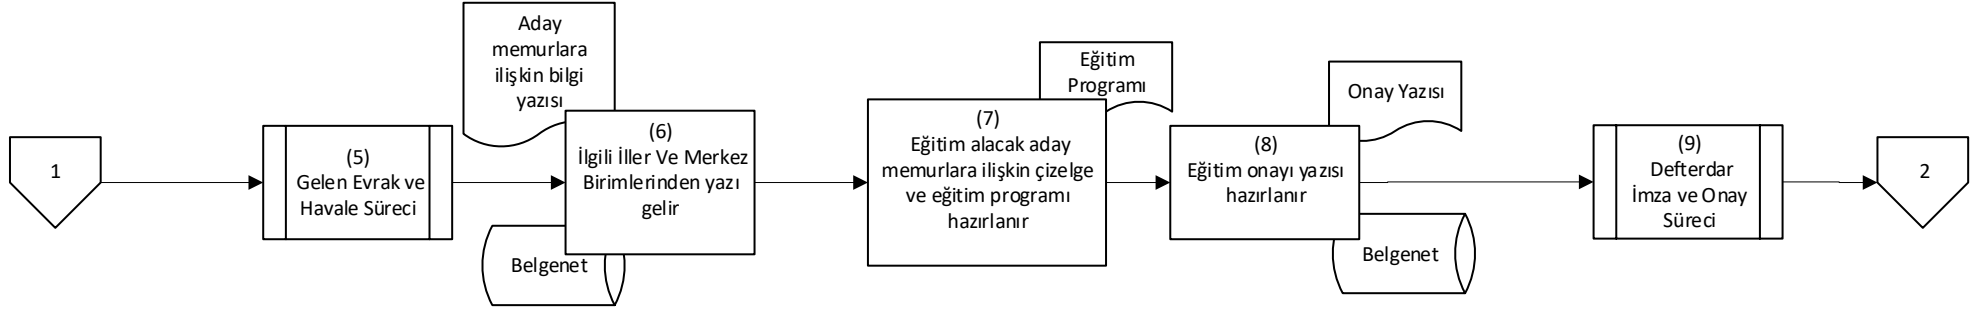 1
(5)
Gelen Evrak ve
Havale Süreci
Aday
memurlara
ilişkin bilgi
yazısı
(6)
İlgili İller Ve Merkez
Birimlerinden yazı
gelir
Belgenet
(7)
Eğitim alacak aday
memurlara ilişkin çizelge
ve eğitim programı
hazırlanır
Eğitim
Programı
(8)
Eğitim onayı yazısı
hazırlanır
Onay Yazısı
Belgenet
(9)
Defterdar
İmza ve Onay
Süreci
2